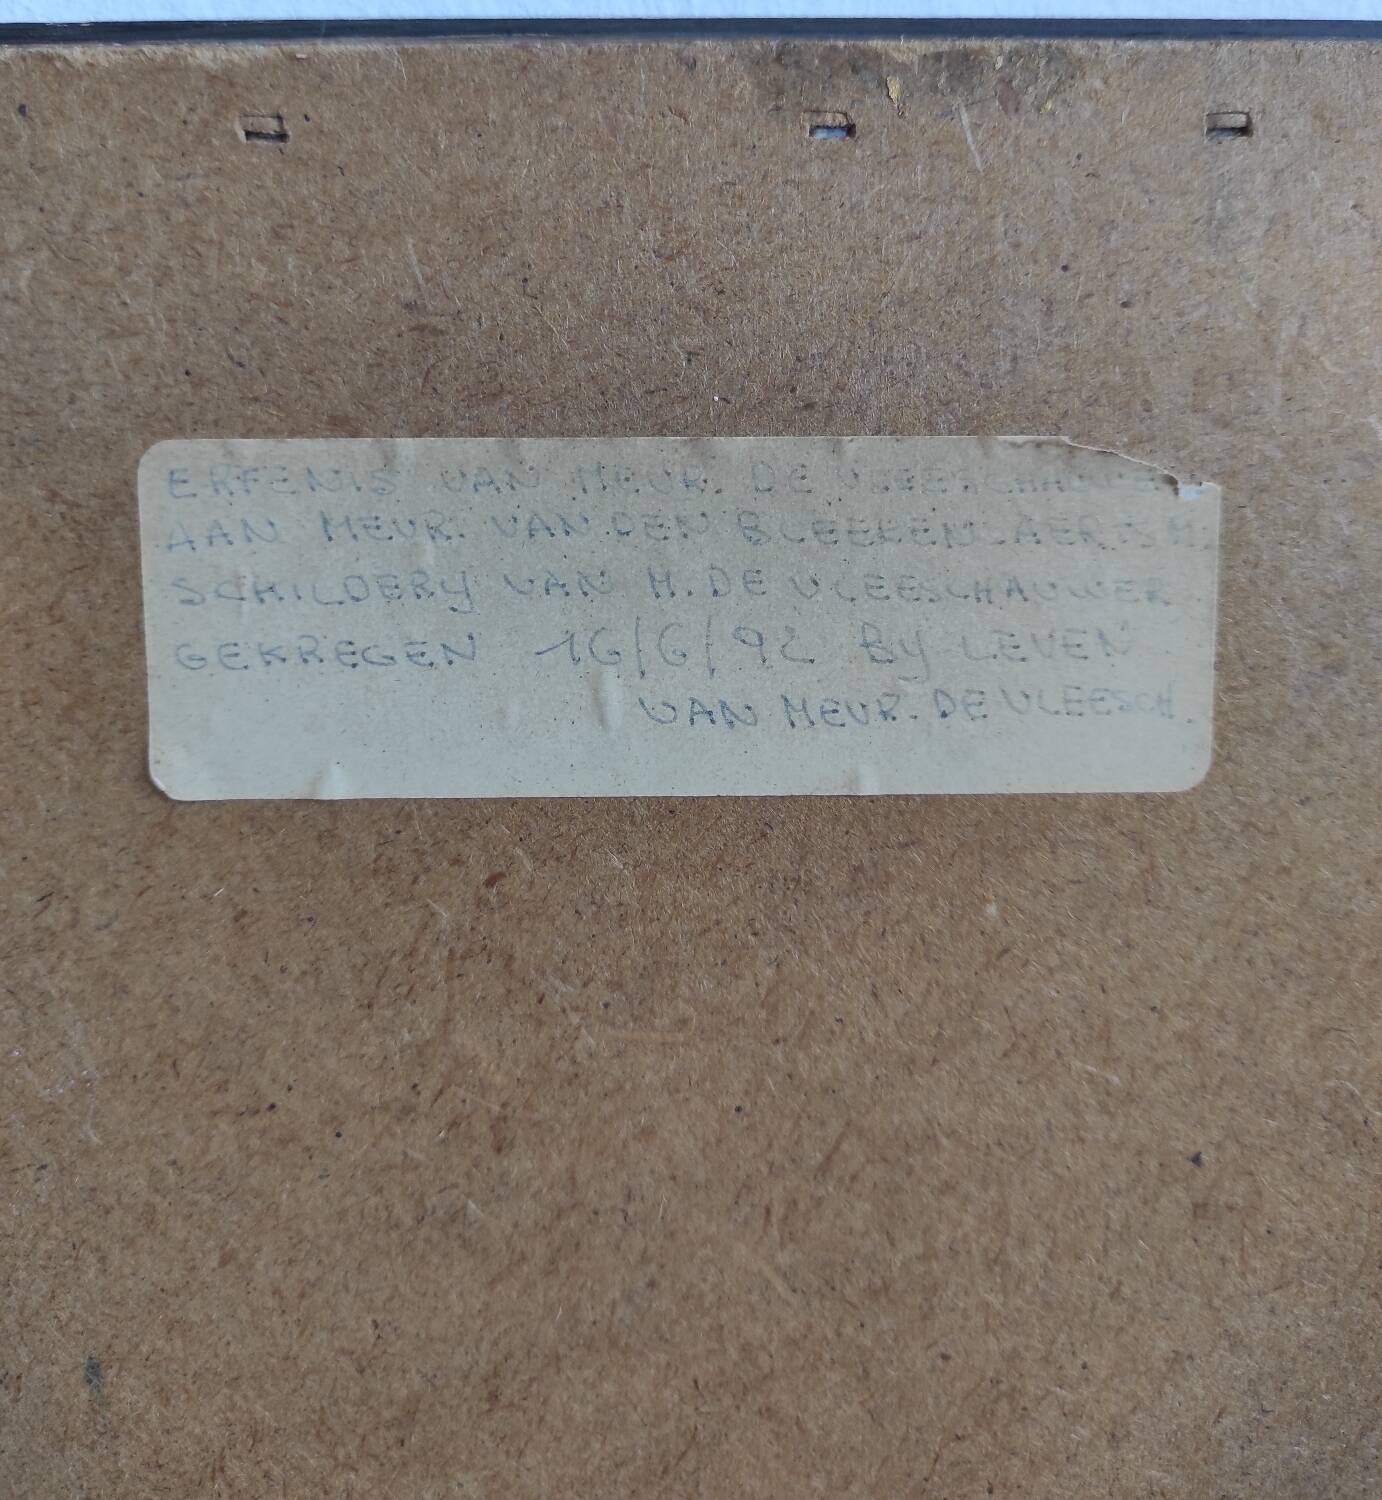 ERFENIS VAN MEVR. DE VLEESCHAUWER
AAN MEVR. VAN DEN BLEEKEN-LAERTS M.
SCHILDERY VAN H. DE VLEESCHAUWER
GEKREGEN 16/6/92 BY LEVEN
VAN MEVR. DE VLEESCH.